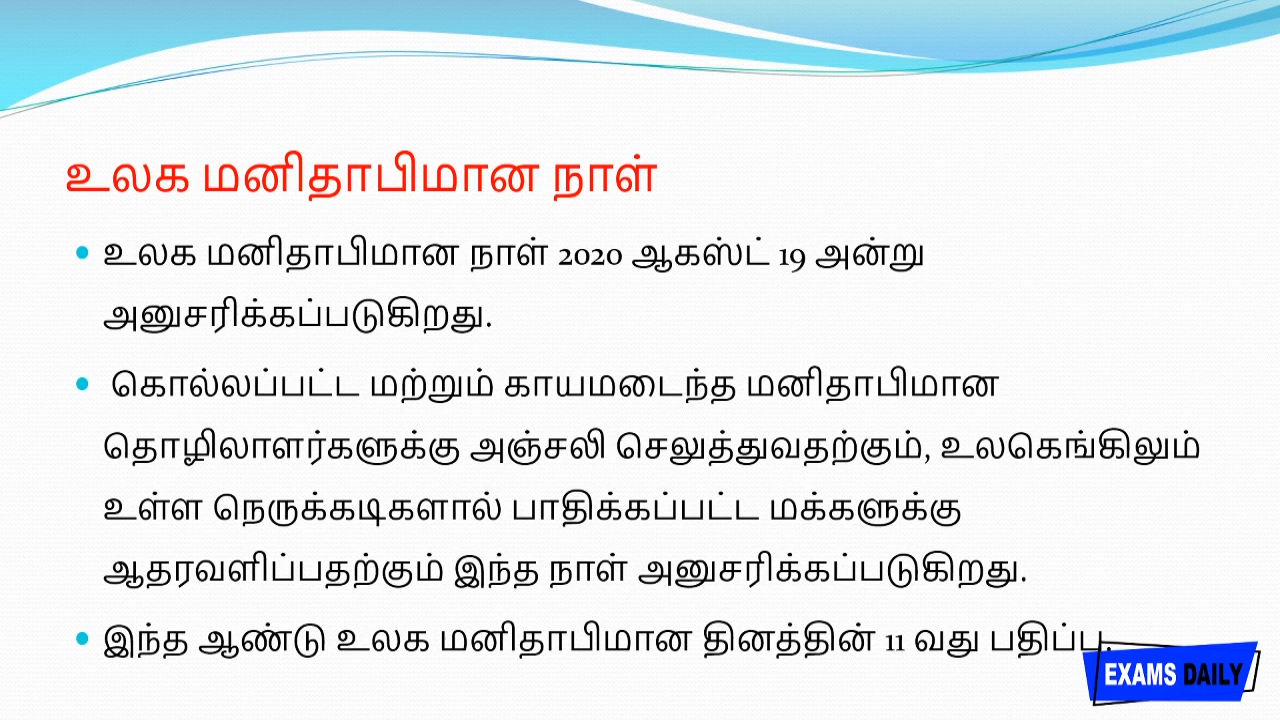 உலக மனிதாபிமான நாள்
• உலக மனிதாபிமான நாள் 2020 ஆகஸ்ட் 19 அன்று
அனுசரிக்கப்படுகிறது.
• கொல்லப்பட்ட மற்றும் காயமடைந்த மனிதாபிமான
தொழிலாளர்களுக்கு அஞ்சலி செலுத்துவதற்கும், உலகெங்கிலும்
உள்ள நெருக்கடிகளால் பாதிக்கப்பட்ட மக்களுக்கு
ஆதரவளிப்பதற்கும் இந்த நாள் அனுசரிக்கப்படுகிறது.
• இந்த ஆண்டு உலக மனிதாபிமான தினத்தின் 11 வது பதிப்பு.
EXAMS DAILY